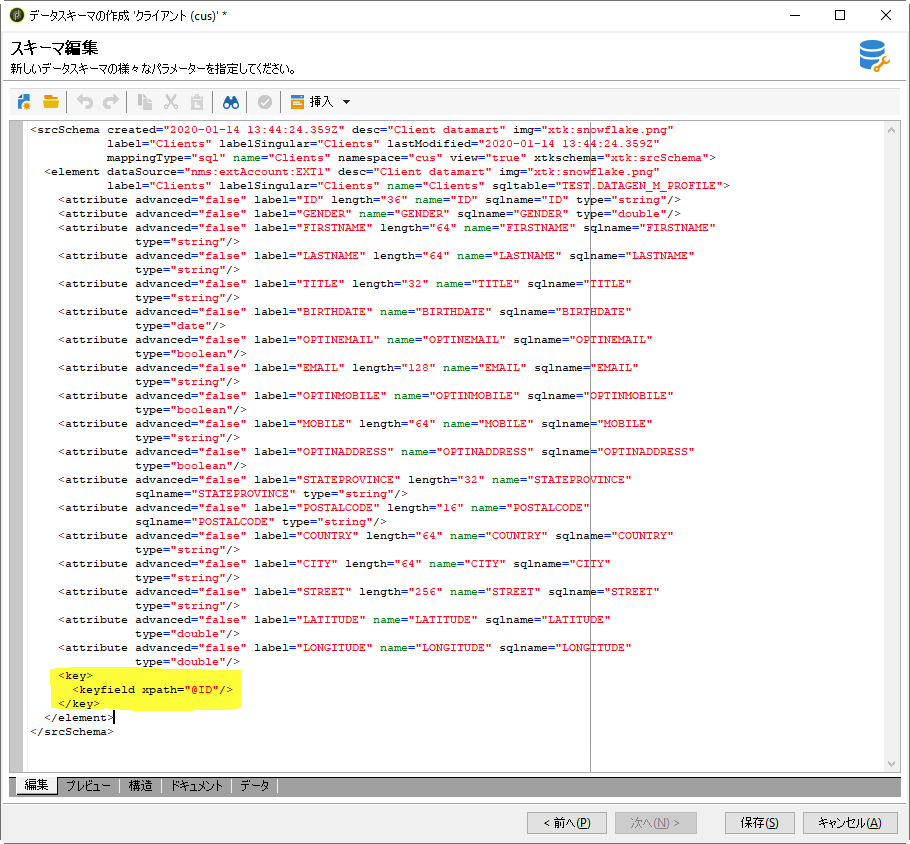 データスキーマの作成 'クライアント (cus)' *
スキーマ編集
新しいデータスキーマの様々なパラメーターを指定してください。
挿入
<srcSchema created="2020-01-14 13:44:24.359Z" desc="Client datamart" img="xtk:snowflake.png"
label="Clients" labelSingular="Clients" lastModified="2020-01-14 13:44:24.359Z"
mappingType="sql" name="Clients" namespace="cus" view="true" xtkschema="xtk:srcSchema">
<element dataSource="nms:extAccount:EXT1" desc="Client datamart" img="xtk:snowflake.png"
label="Clients" labelSingular="Clients" name="Clients" sqltable="TEST.DATAGEN_M_PROFILE">
<attribute advanced="false" label="ID" length="36" name="ID" sqlname="ID" type="string"/>
<attribute advanced="false" label="GENDER" name="GENDER" sqlname="GENDER" type="double"/>
<attribute advanced="false" label="FIRSTNAME" length="64" name="FIRSTNAME" sqlname="FIRSTNAME"
type="string"/>
<attribute advanced="false" label="LASTNAME" length="64" name="LASTNAME" sqlname="LASTNAME"
type="string"/>
<attribute advanced="false" label="TITLE" length="32" name="TITLE" sqlname="TITLE"
type="string"/>
<attribute advanced="false" label="BIRTHDATE" name="BIRTHDATE" sqlname="BIRTHDATE"
type="date"/>
<attribute advanced="false" label="OPTINEMAIL" name="OPTINEMAIL" sqlname="OPTINEMAIL"
type="boolean"/>
<attribute advanced="false" label="EMAIL" length="128" name="EMAIL" sqlname="EMAIL"
type="string"/>
<attribute advanced="false" label="OPTINMOBILE" name="OPTINMOBILE" sqlname="OPTINMOBILE"
type="boolean"/>
<attribute advanced="false" label="MOBILE" length="64" name="MOBILE" sqlname="MOBILE"
type="string"/>
<attribute advanced="false" label="OPTINADDRESS" name="OPTINADDRESS" sqlname="OPTINADDRESS"
type="boolean"/>
<attribute advanced="false" label="STATEPROVINCE" length="32" name="STATEPROVINCE"
sqlname="STATEPROVINCE" type="string"/>
<attribute advanced="false" label="POSTALCODE" length="16" name="POSTALCODE"
sqlname="POSTALCODE" type="string"/>
<attribute advanced="false" label="COUNTRY" length="64" name="COUNTRY" sqlname="COUNTRY"
type="string"/>
<attribute advanced="false" label="CITY" length="64" name="CITY" sqlname="CITY"
type="string"/>
<attribute advanced="false" label="STREET" length="256" name="STREET" sqlname="STREET"
type="string"/>
<attribute advanced="false" label="LATITUDE" name="LATITUDE" sqlname="LATITUDE"
type="double"/>
<attribute advanced="false" label="LONGITUDE" name="LONGITUDE" sqlname="LONGITUDE"
type="double"/>
<key>
<keyfield xpath="@ID"/>
</key>
</element>
</srcSchema>
編集 プレビュー 構造 ドキュメント データ
< 前へ(P) 次へ(N) > 保存(S) キャンセル(A)